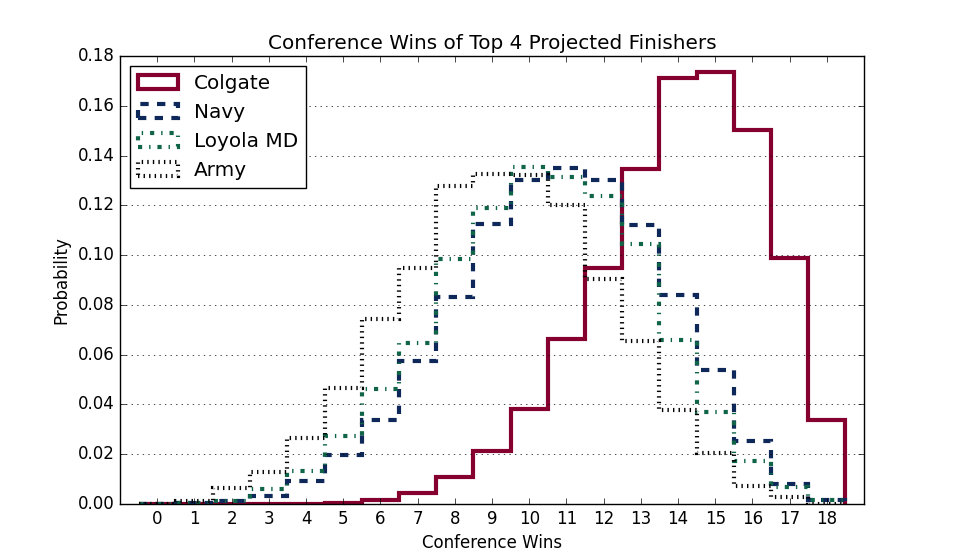 Conference Wins of Top 4 Projected Finishers
0.18
0.16
0.14
0.12
0.10
0.08
0.06
0.04
0.02
0.00
Probability
Colgate
Navy
Loyola MD
Army
0 1 2 3 4 5 6 7 8 9 10 11 12 13 14 15 16 17 18
Conference Wins